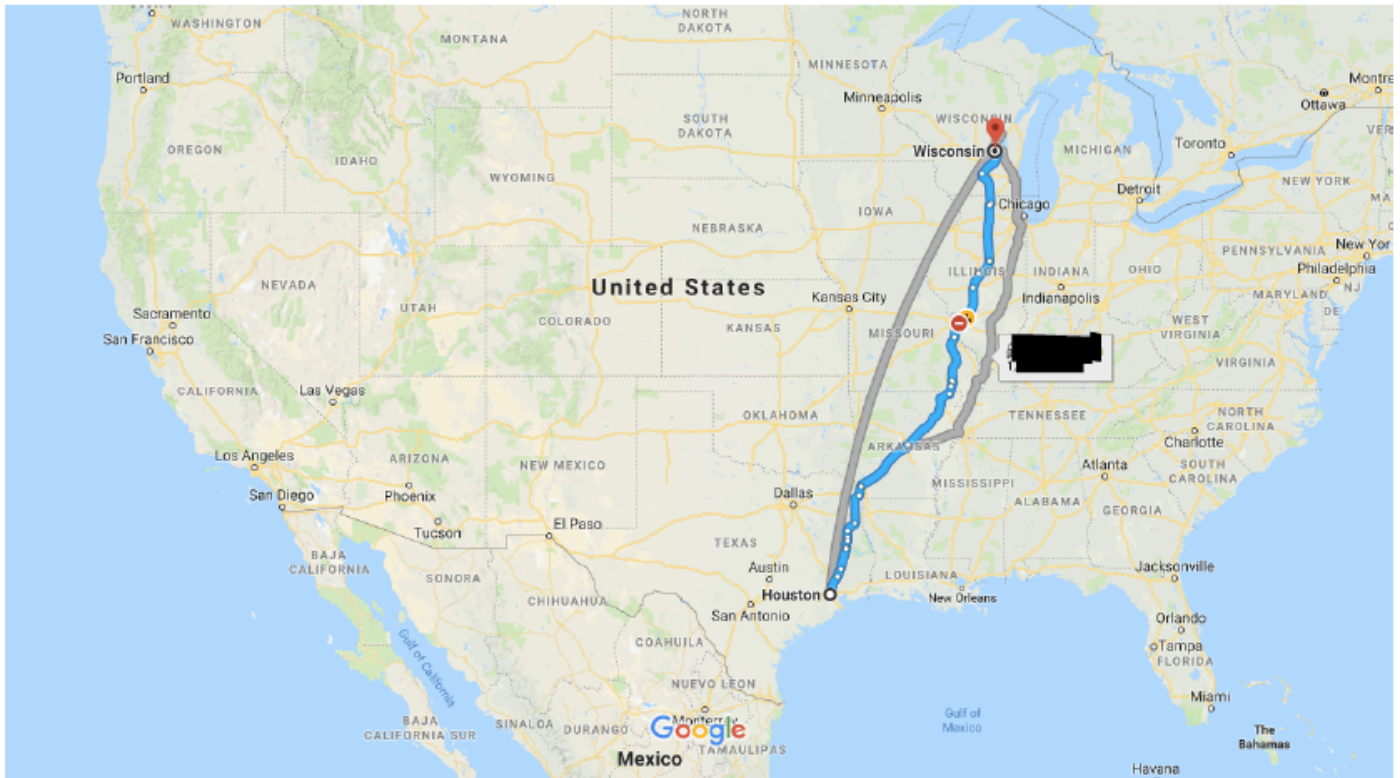 WASHINGTON
MONTANA
NORTH
DAKOTA
MINNESOTA
Portland
Minneapolis
Montre
Ottawa
SOUTH
DAKOTA
WISCONSIN
VER
OREGON
IDAHO
Wisconsin
MICHIGAN
Toronto
WYOMING
NEW YORK
Detroit
MA
IOWA
Chicago
NEBRASKA
PENNSYLVANIA
New Yor
ILLINOIS
INDIANA
OHIO
Philadelphia
NEVADA
United States
Kansas City
Indianapolis
MARYLAND
NJ
UTAH
Sacramento
COLORADO
DE
San Francisco
KANSAS
MISSOURI
WEST
VIRGINIA
VIRGINIA
CALIFORNIA
Las Vegas
OKLAHOMA
TENNESSEE
NORTH
CAROLINA
ARKANSAS
Charlotte
Los Angeles
ARIZONA
NEW MEXICO
Atlanta
SOUTH
CAROLINA
San Diego
Phoenix
Dallas
MISSISSIPPI
ALABAMA
GEORGIA
Tucson
El Paso
TEXAS
BAJA
CALIFORNIA
SONORA
Austin
LOUISIANA
Jacksonville
CHIHUAHUA
Houston
New Orleans
San Antonio
Orlando
COAHUILA
Tampa
FLORIDA
Gulf of California
NUEVO LEON
Miami
BAJA
CALIFORNIA SUR
SINALOA
DURANGO
Monterrey
Google
Gulf of
Mexico
The
Bahamas
TAMAULIPAS
Mexico
Havana